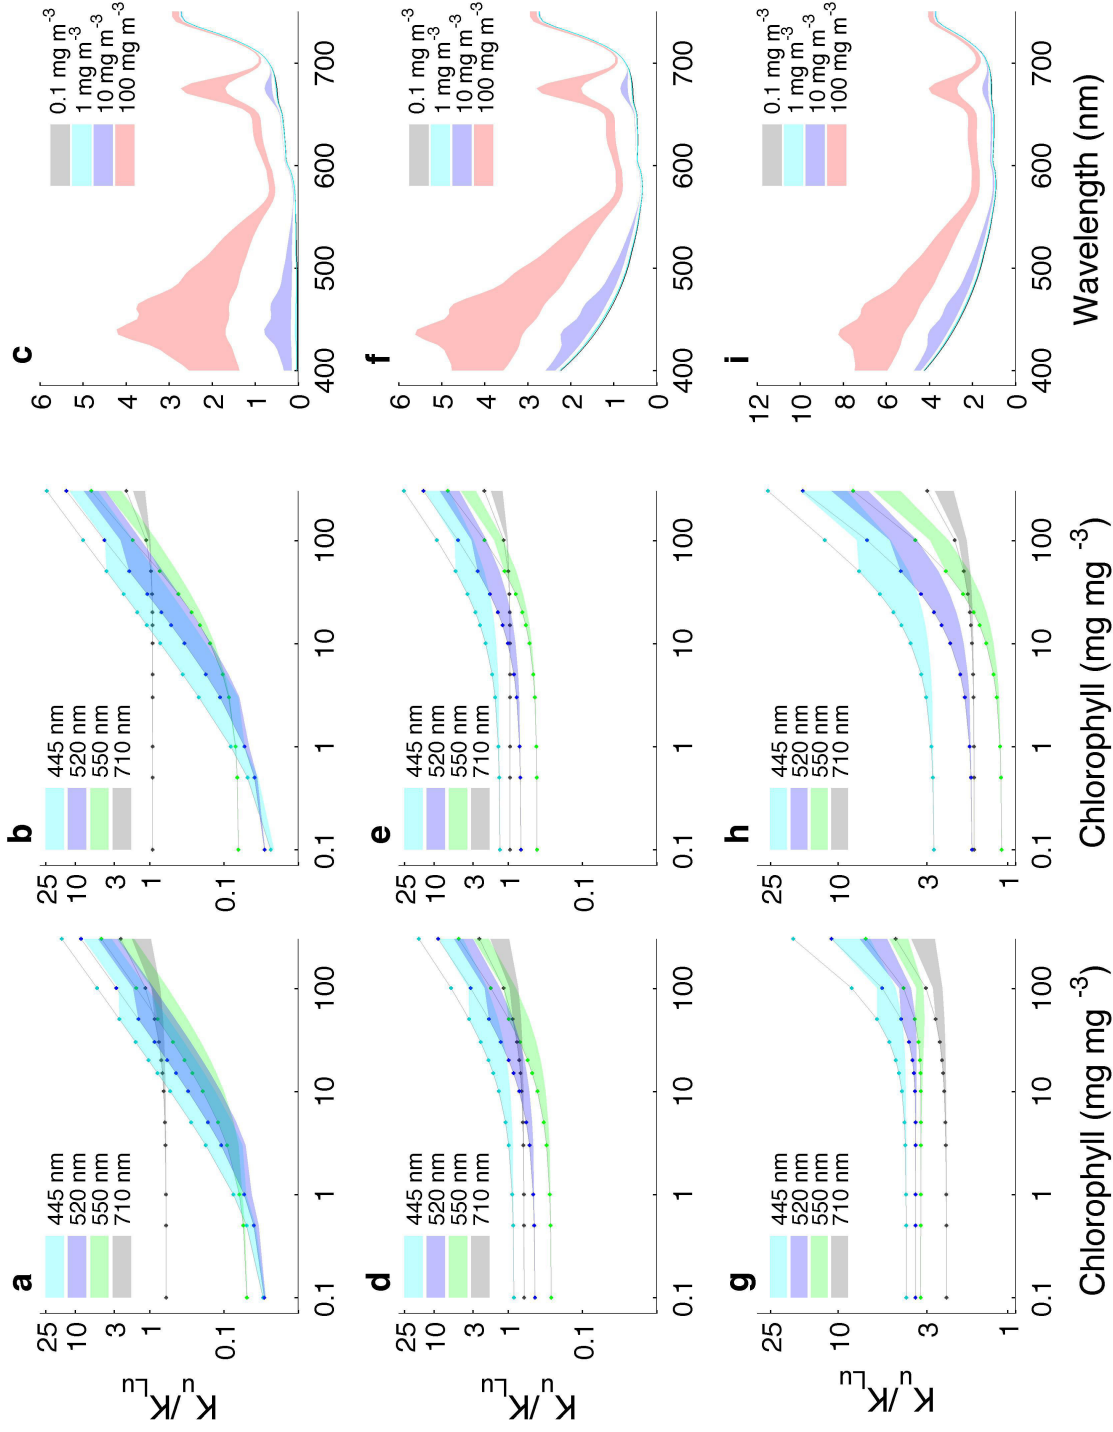 a
445 nm
520 nm
550 nm
710 nm
25
10
3
1
0.1
0.1 1 10 100
K_u/K_Lu
b
445 nm
520 nm
550 nm
710 nm
25
10
3
1
0.1
0.1 1 10 100
c
0.1 mg m⁻³
1 mg m⁻³
10 mg m⁻³
100 mg m⁻³
6
5
4
3
2
1
0
400 500 600 700
d
445 nm
520 nm
550 nm
710 nm
25
10
3
1
0.1
0.1 1 10 100
K_u/K_Lu
e
445 nm
520 nm
550 nm
710 nm
25
10
3
1
0.1
0.1 1 10 100
f
0.1 mg m⁻³
1 mg m⁻³
10 mg m⁻³
100 mg m⁻³
6
5
4
3
2
1
0
400 500 600 700
g
445 nm
520 nm
550 nm
710 nm
25
10
3
1
0.1 1 10 100
K_u/K_Lu
Chlorophyll (mg mg ⁻³)
h
445 nm
520 nm
550 nm
710 nm
25
10
3
1
0.1 1 10 100
Chlorophyll (mg mg ⁻³)
i
0.1 mg m⁻³
1 mg m⁻³
10 mg m⁻³
100 mg m⁻³
12
10
8
6
4
2
0
400 500 600 700
Wavelength (nm)